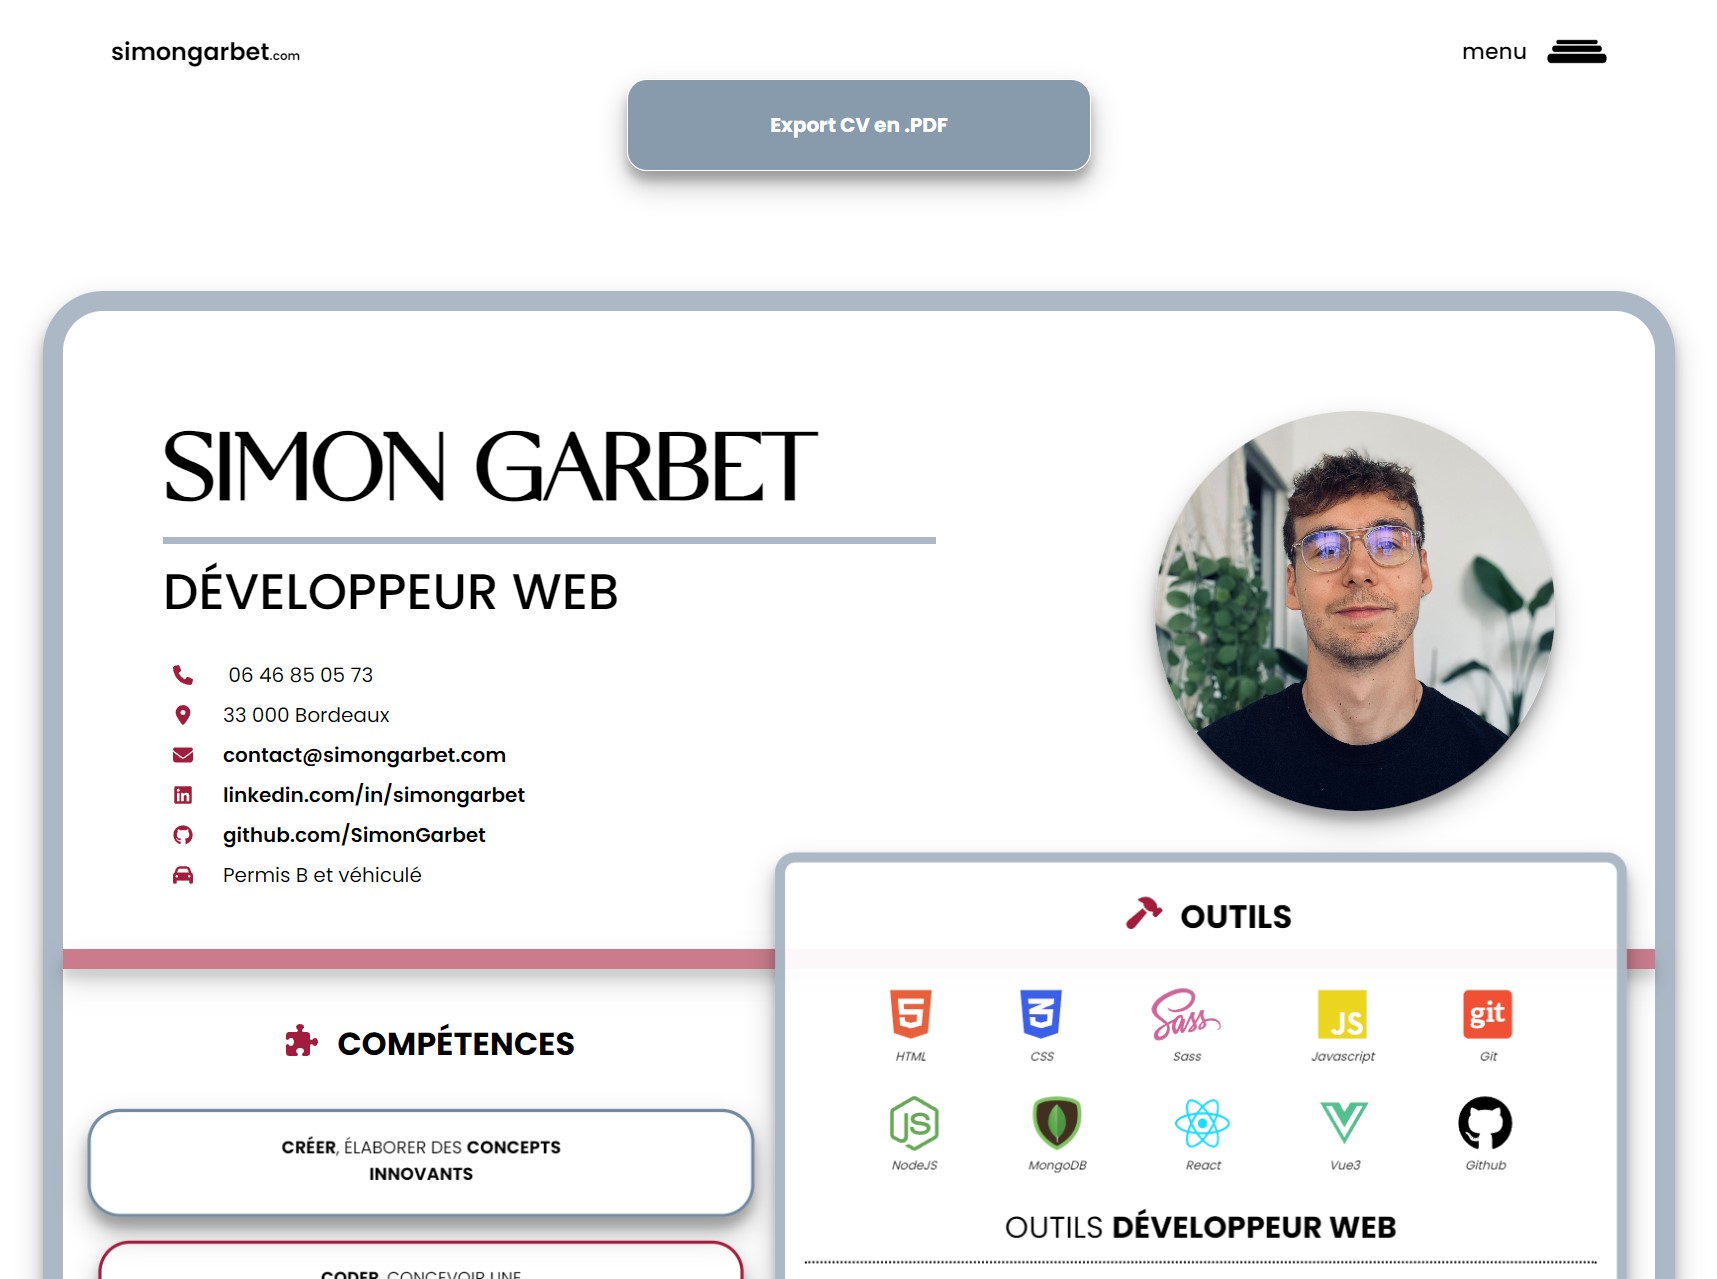 simongarbet.com
menu
Export CV en .PDF
SIMON GARBET
DÉVELOPPEUR WEB
06 46 85 05 73
33 000 Bordeaux
contact@simongarbet.com
linkedin.com/in/simongarbet
github.com/SimonGarbet
Permis B et véhiculé
COMPÉTENCES
CRÉER, ÉLABORER DES CONCEPTS
INNOVANTS
CODER, CONCEVOIR UNE
OUTILS
HTML CSS Sass Javascript Git
NodeJS MongoDB React Vue3 Github
OUTILS DÉVELOPPEUR WEB